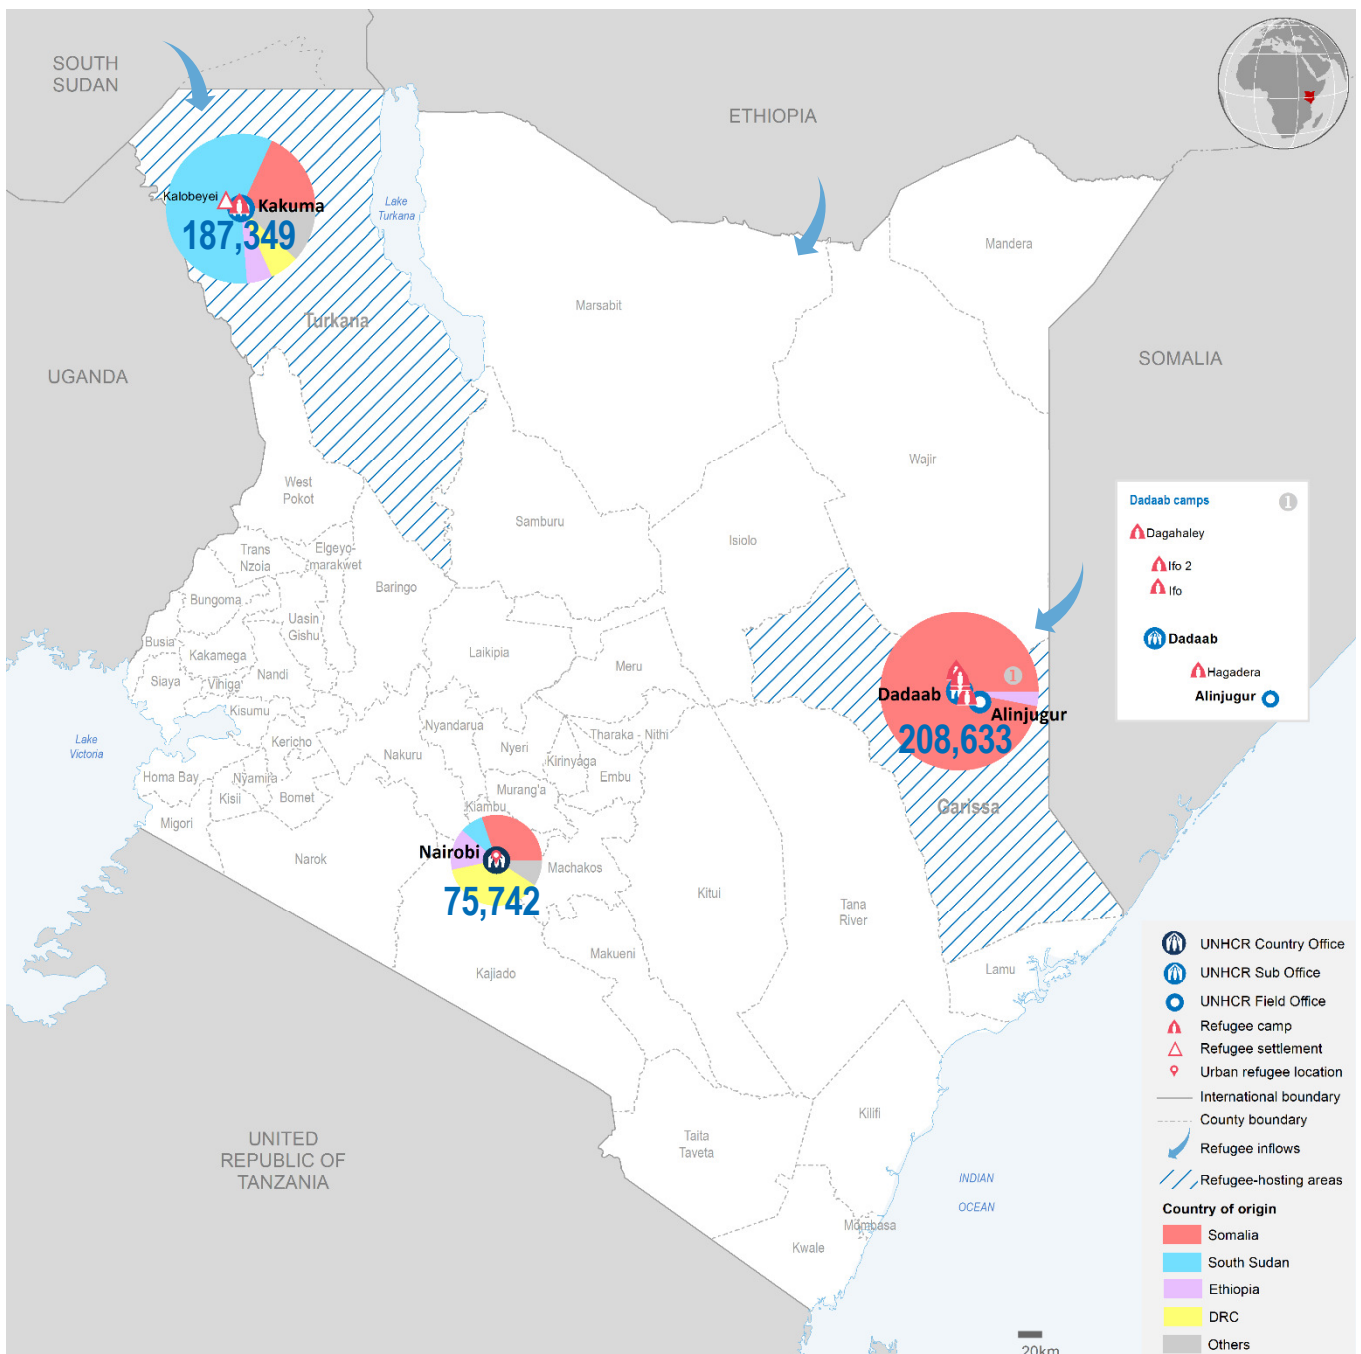 SOUTH
SUDAN
ETHIOPIA
Kalobeyei
Kakuma
187,349
Lake
Turkana
Mandera
Marsabit
Turkana
UGANDA
SOMALIA
Wajir
West
Pokot
Samburu
Isiolo
Dadaab camps
1
Dagahaley
Ifo 2
Ifo
Dadaab
Hagadera
Alinjugur
Trans
Nzoia
Elgeyo-
marakwet
Baringo
Bungoma
Uasin
Gishu
Busia
Kakamega
Laikipia
Meru
Siaya
Vihiga
Nandi
Kisumu
1
Dadaab
Alinjugur
208,633
Lake
Victoria
Kericho
Nyandarua
Nakuru
Nyeri
Tharaka - Nithi
Kirinyaga
Embu
Homa Bay
Nyamira
Kisii
Bomet
Murang'a
Kiambu
Garissa
Migori
Narok
Nairobi
Machakos
75,742
Kitui
Tana
River
Makueni
Kajiado
Lamu
UNHCR Country Office
UNHCR Sub Office
UNHCR Field Office
Refugee camp
Refugee settlement
Urban refugee location
International boundary
County boundary
Refugee inflows
Refugee-hosting areas
Country of origin
Somalia
South Sudan
Ethiopia
DRC
Others
Kilifi
Taita
Taveta
UNITED
REPUBLIC OF
TANZANIA
INDIAN
OCEAN
Mombasa
Kwale
20km